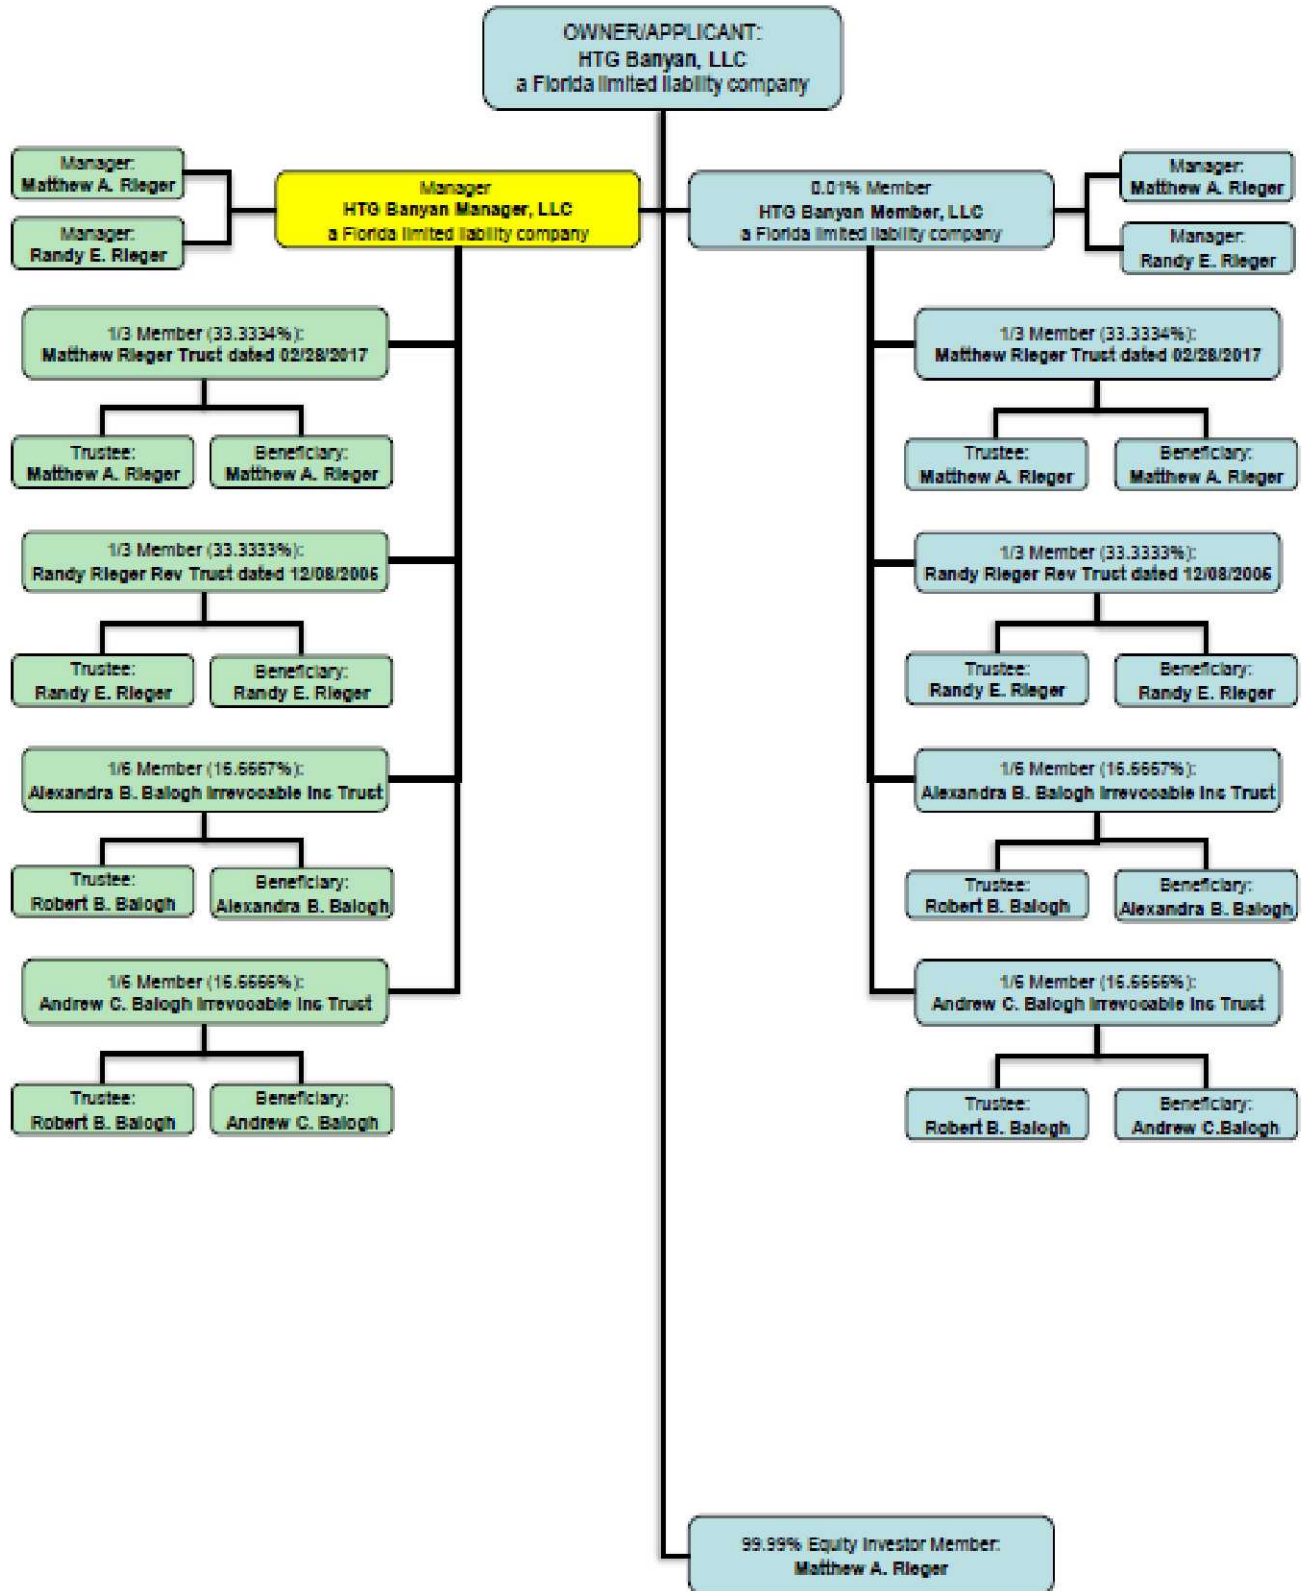 OWNER/APPLICANT:
HTG Banyan, LLC
a Florida limited liability company
Manager:
Matthew A. Rieger
Manager:
Randy E. Rieger
Manager
HTG Banyan Manager, LLC
a Florida limited liability company
0.01% Member
HTG Banyan Member, LLC
a Florida limited liability company
Manager:
Matthew A. Rieger
Manager:
Randy E. Rieger
1/3 Member (33.3334%):
Matthew Rieger Trust dated 02/28/2017
Trustee:
Matthew A. Rieger
Beneficiary:
Matthew A. Rieger
1/3 Member (33.3333%):
Randy Rieger Rev Trust dated 12/08/2005
Trustee:
Randy E. Rieger
Beneficiary:
Randy E. Rieger
1/6 Member (16.6667%):
Alexandra B. Balogh Irrevocable Ins Trust
Trustee:
Robert B. Balogh
Beneficiary:
Alexandra B. Balogh
1/6 Member (16.6666%):
Andrew C. Balogh Irrevocable Ins Trust
Trustee:
Robert B. Balogh
Beneficiary:
Andrew C. Balogh
1/3 Member (33.3334%):
Matthew Rieger Trust dated 02/28/2017
Trustee:
Matthew A. Rieger
Beneficiary:
Matthew A. Rieger
1/3 Member (33.3333%):
Randy Rieger Rev Trust dated 12/08/2005
Trustee:
Randy E. Rieger
Beneficiary:
Randy E. Rieger
1/6 Member (16.6667%):
Alexandra B. Balogh Irrevocable Ins Trust
Trustee:
Robert B. Balogh
Beneficiary:
Alexandra B. Balogh
1/6 Member (16.6666%):
Andrew C. Balogh Irrevocable Ins Trust
Trustee:
Robert B. Balogh
Beneficiary:
Andrew C.Balogh
99.99% Equity Investor Member:
Matthew A. Rieger